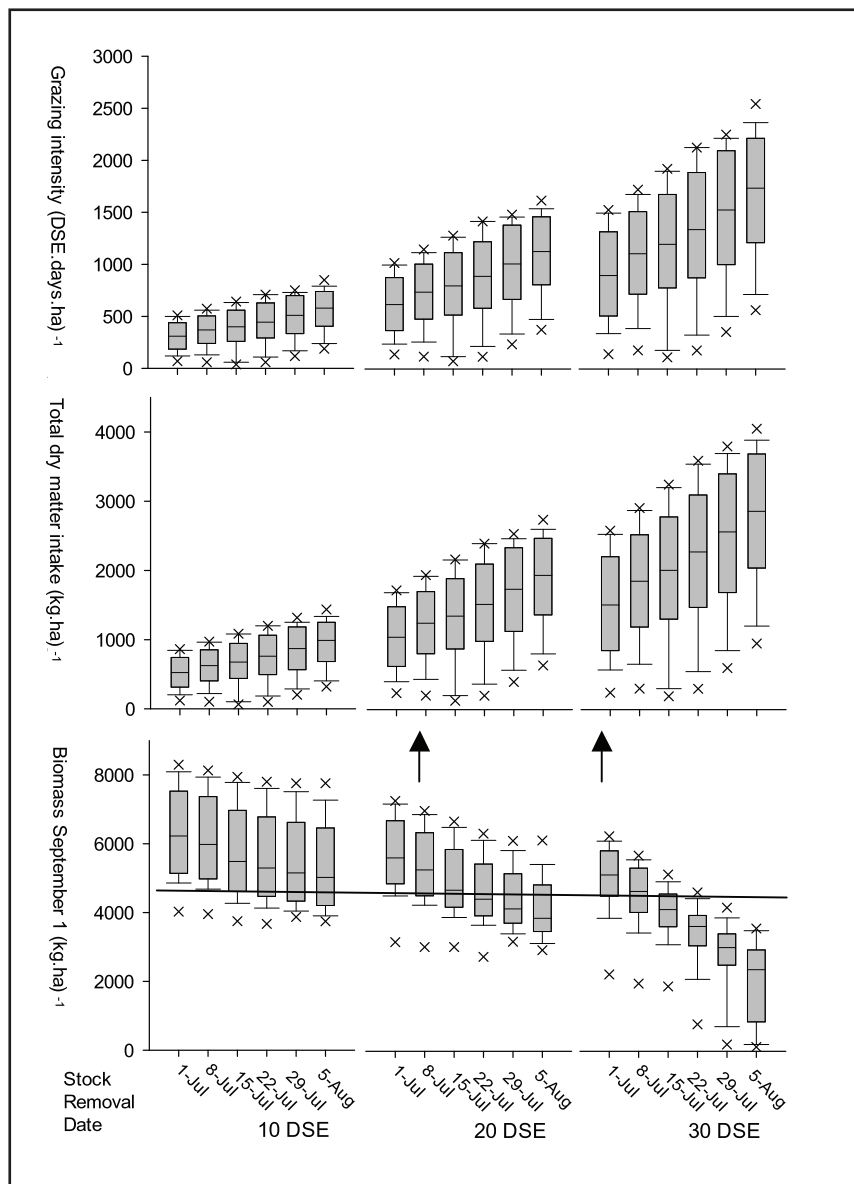 Grazing intensity (DSE.days.ha)⁻¹
3000
2500
2000
1500
1000
500
0
Total dry matter intake (kg.ha)⁻¹
4000
3000
2000
1000
0
Biomass September 1 (kg.ha)⁻¹
8000
6000
4000
2000
0
Stock
Removal
Date
1-Jul
8-Jul
15-Jul
22-Jul
29-Jul
5-Aug
1-Jul
8-Jul
15-Jul
22-Jul
29-Jul
5-Aug
1-Jul
8-Jul
15-Jul
22-Jul
29-Jul
5-Aug
10 DSE
20 DSE
30 DSE